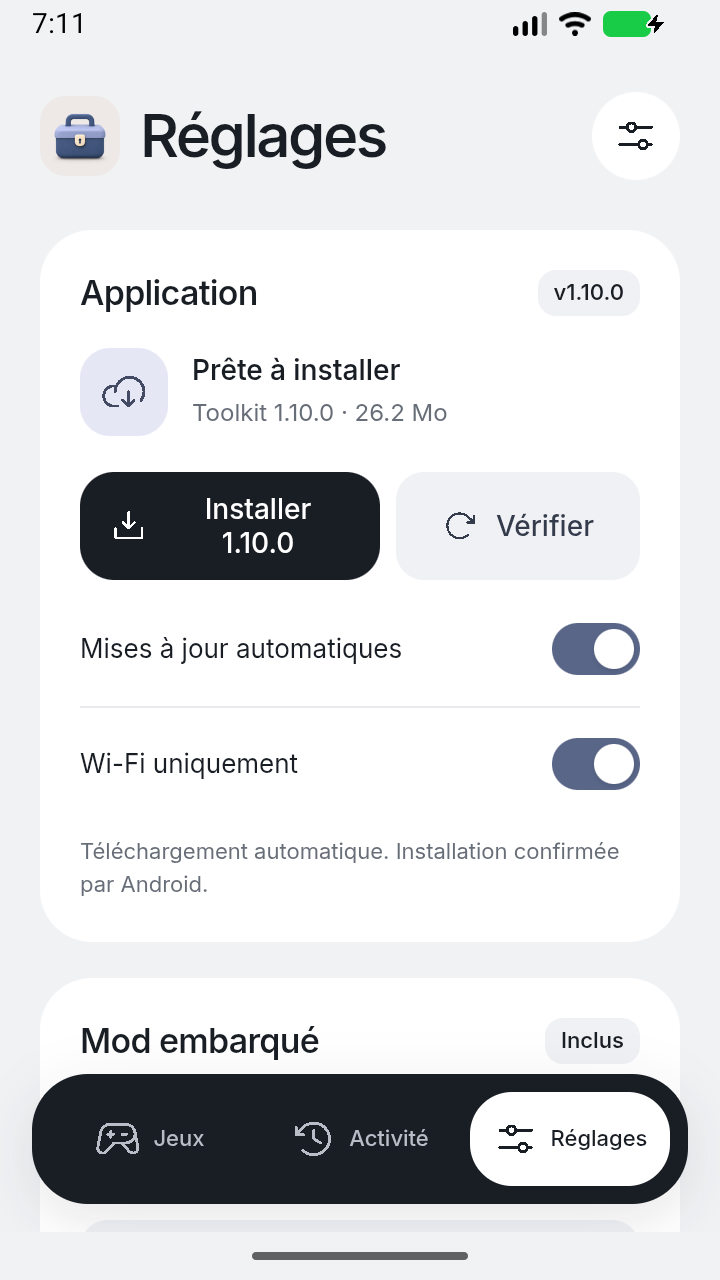 7:11
Réglages
Application
v1.10.0
Prête à installer
Toolkit 1.10.0 · 26.2 Mo
Installer
1.10.0
Vérifier
Mises à jour automatiques
Wi-Fi uniquement
Téléchargement automatique. Installation confirmée
par Android.
Mod embarqué
Inclus
Jeux
Activité
Réglages